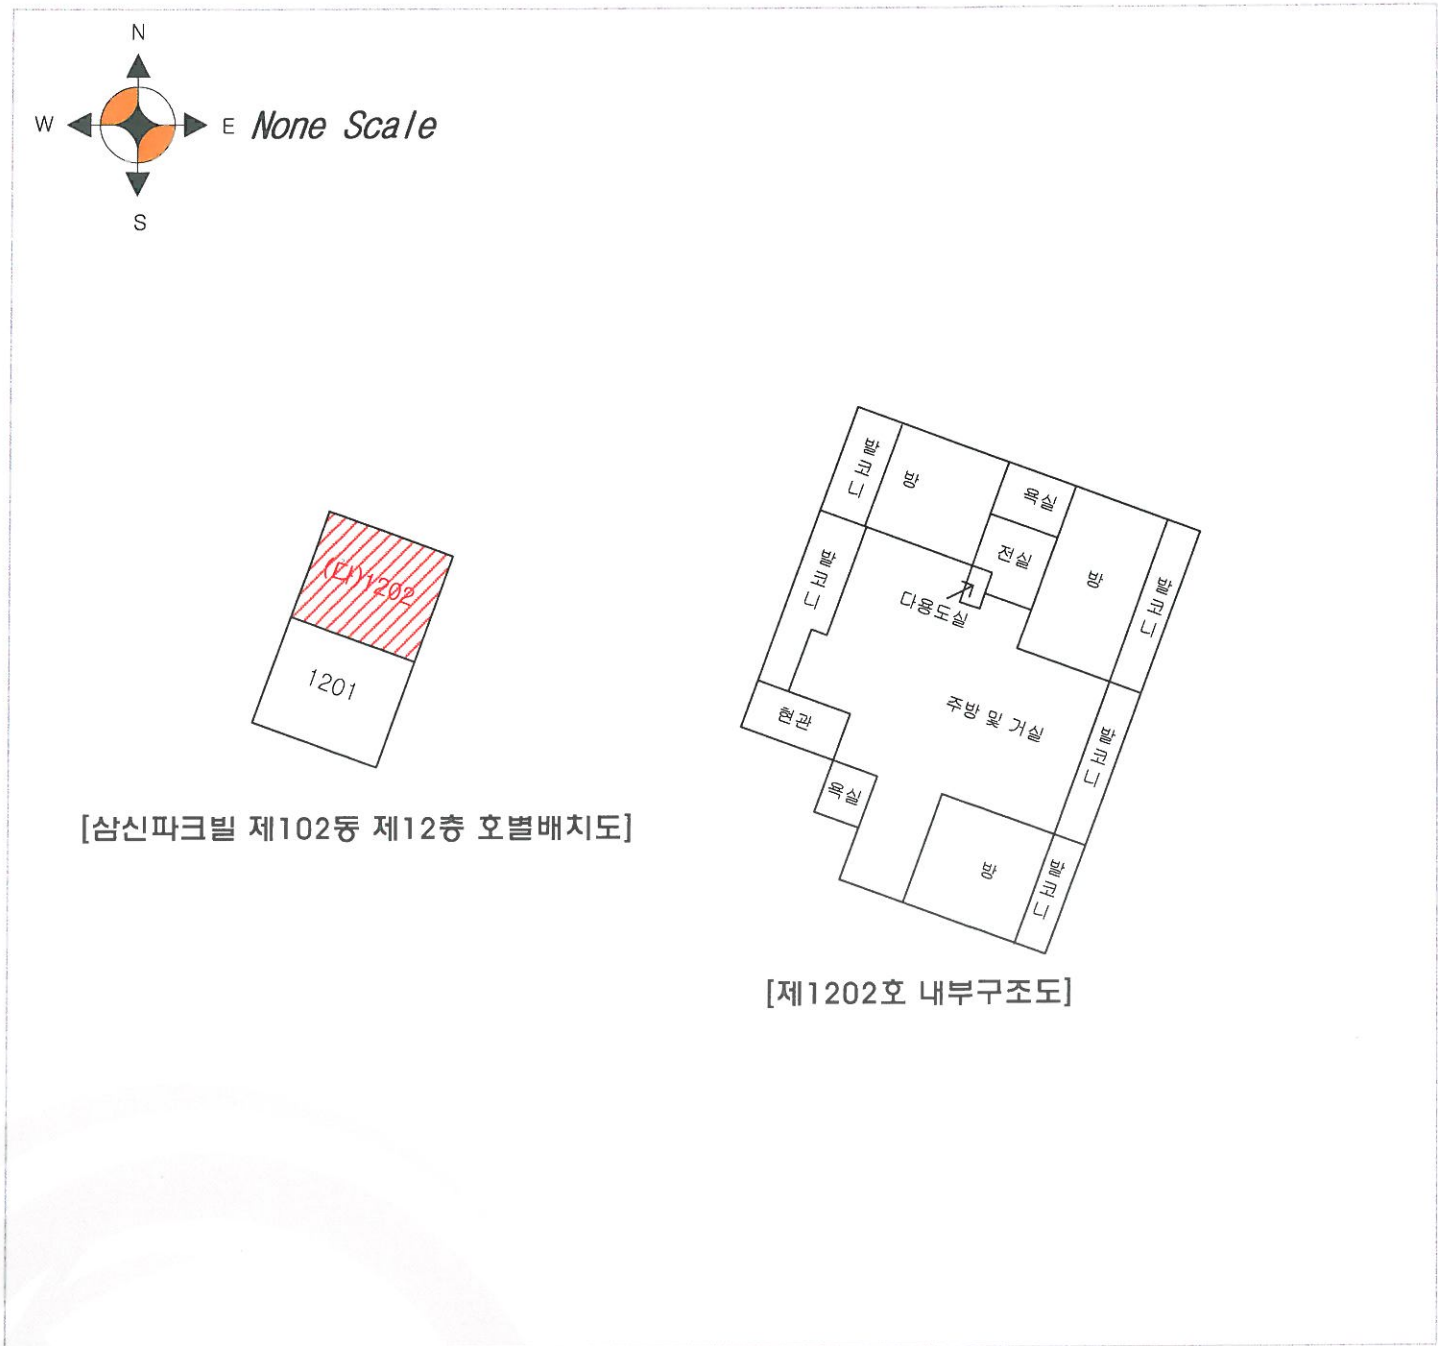 N
W E None Scale
S
발코니
방
욕실
전실
방
발코니
발코니
다용도실
(다)1202
1201
주방 및 거실
현관
발코니
욕실
방
발코니
[삼신파크빌 제102동 제12층 호별배치도]
[제1202호 내부구조도]